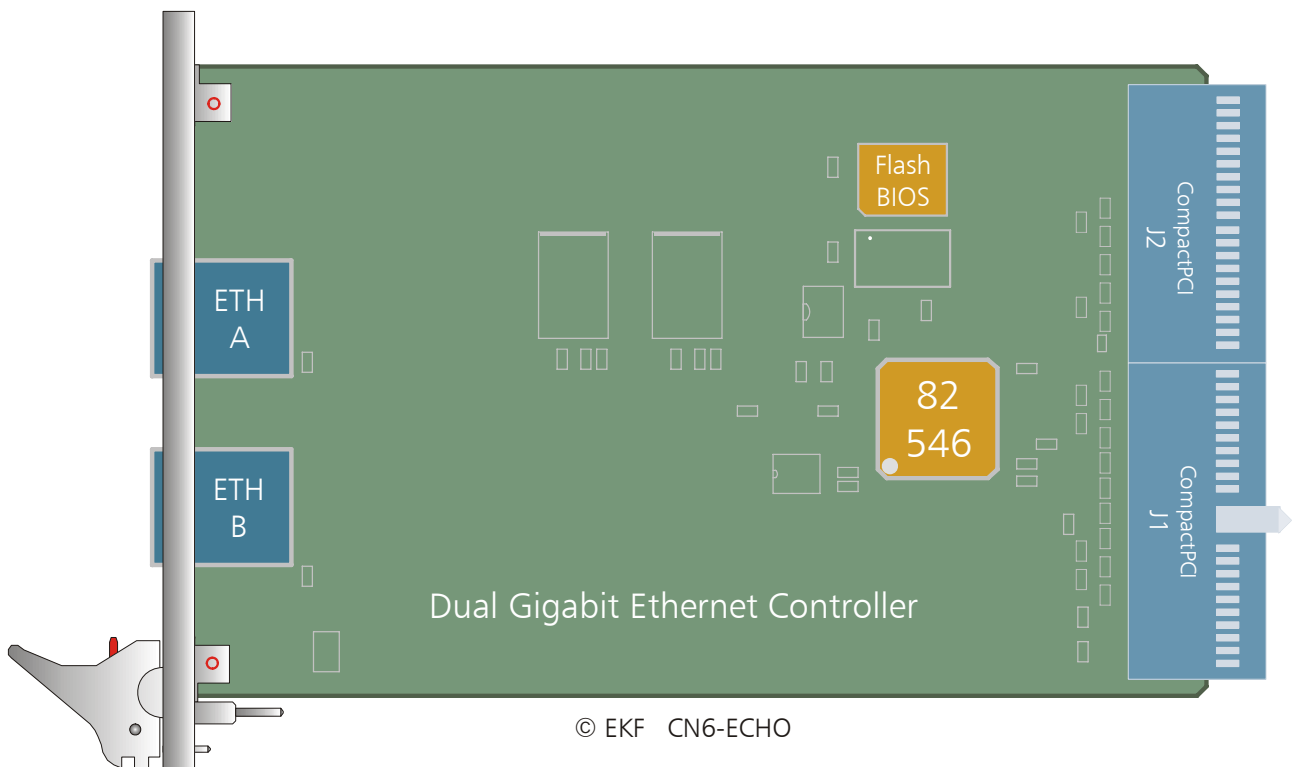 Flash
BIOS
CompactPCI
J2
ETH
A
82
546
ETH
B
CompactPCI
J1
Dual Gigabit Ethernet Controller
© EKF CN6-ECHO